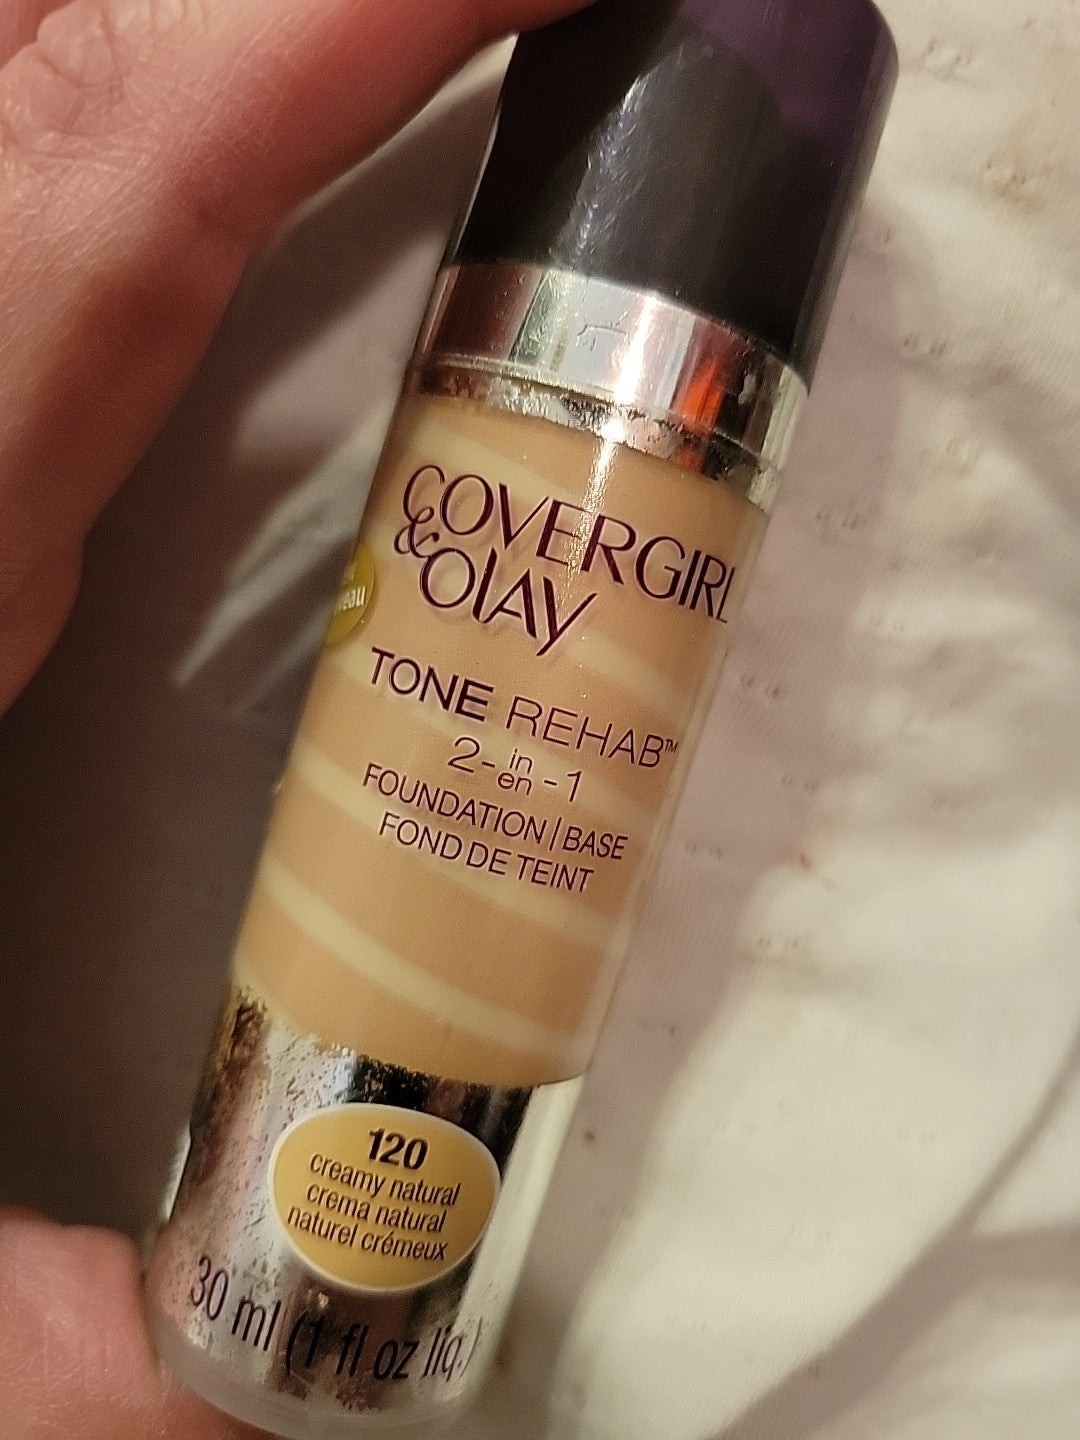 COVERGIRL
& Olay
TONE REHAB™
2-in-1
en
FOUNDATION | BASE
FOND DE TEINT
120
creamy natural
crema natural
naturel crémeux
30 ml (1 fl oz liq.)